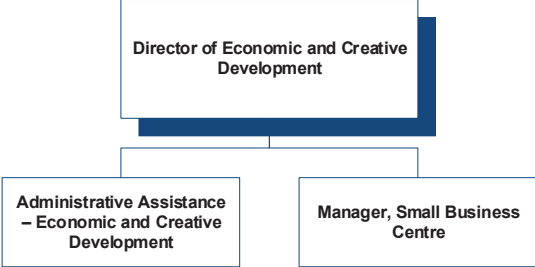 Director of Economic and Creative
Development
Administrative Assistance
– Economic and Creative
Development
Manager, Small Business
Centre